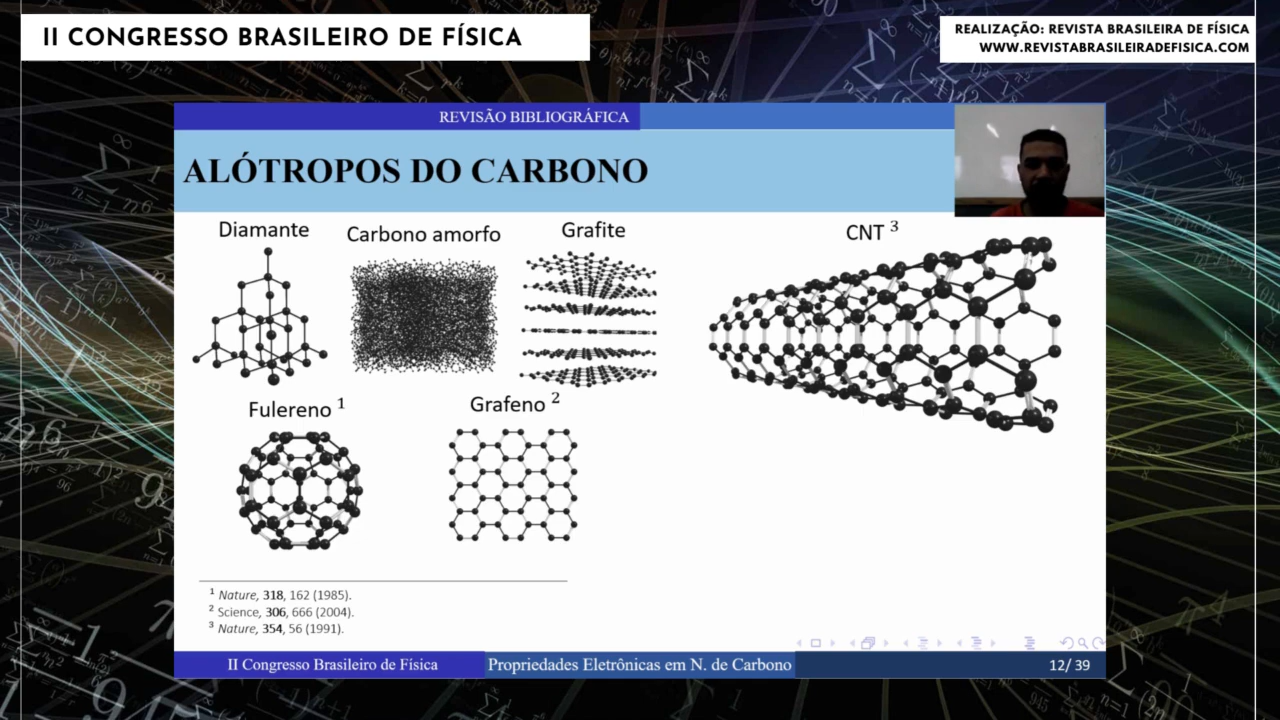 II CONGRESSO BRASILEIRO DE FÍSICA
REALIZAÇÃO: REVISTA BRASILEIRA DE FÍSICA
WWW.REVISTABRASILEIRADEFISICA.COM
REVISÃO BIBLIOGRÁFICA
ALÓTROPOS DO CARBONO
Diamante
Carbono amorfo
Grafite
CNT 3
Fulereno 1
Grafeno 2
1 Nature, 318, 162 (1985).
2 Science, 306, 666 (2004).
3 Nature, 354, 56 (1991).
II Congresso Brasileiro de Física
Propriedades Eletrônicas em N. de Carbono
12/ 39